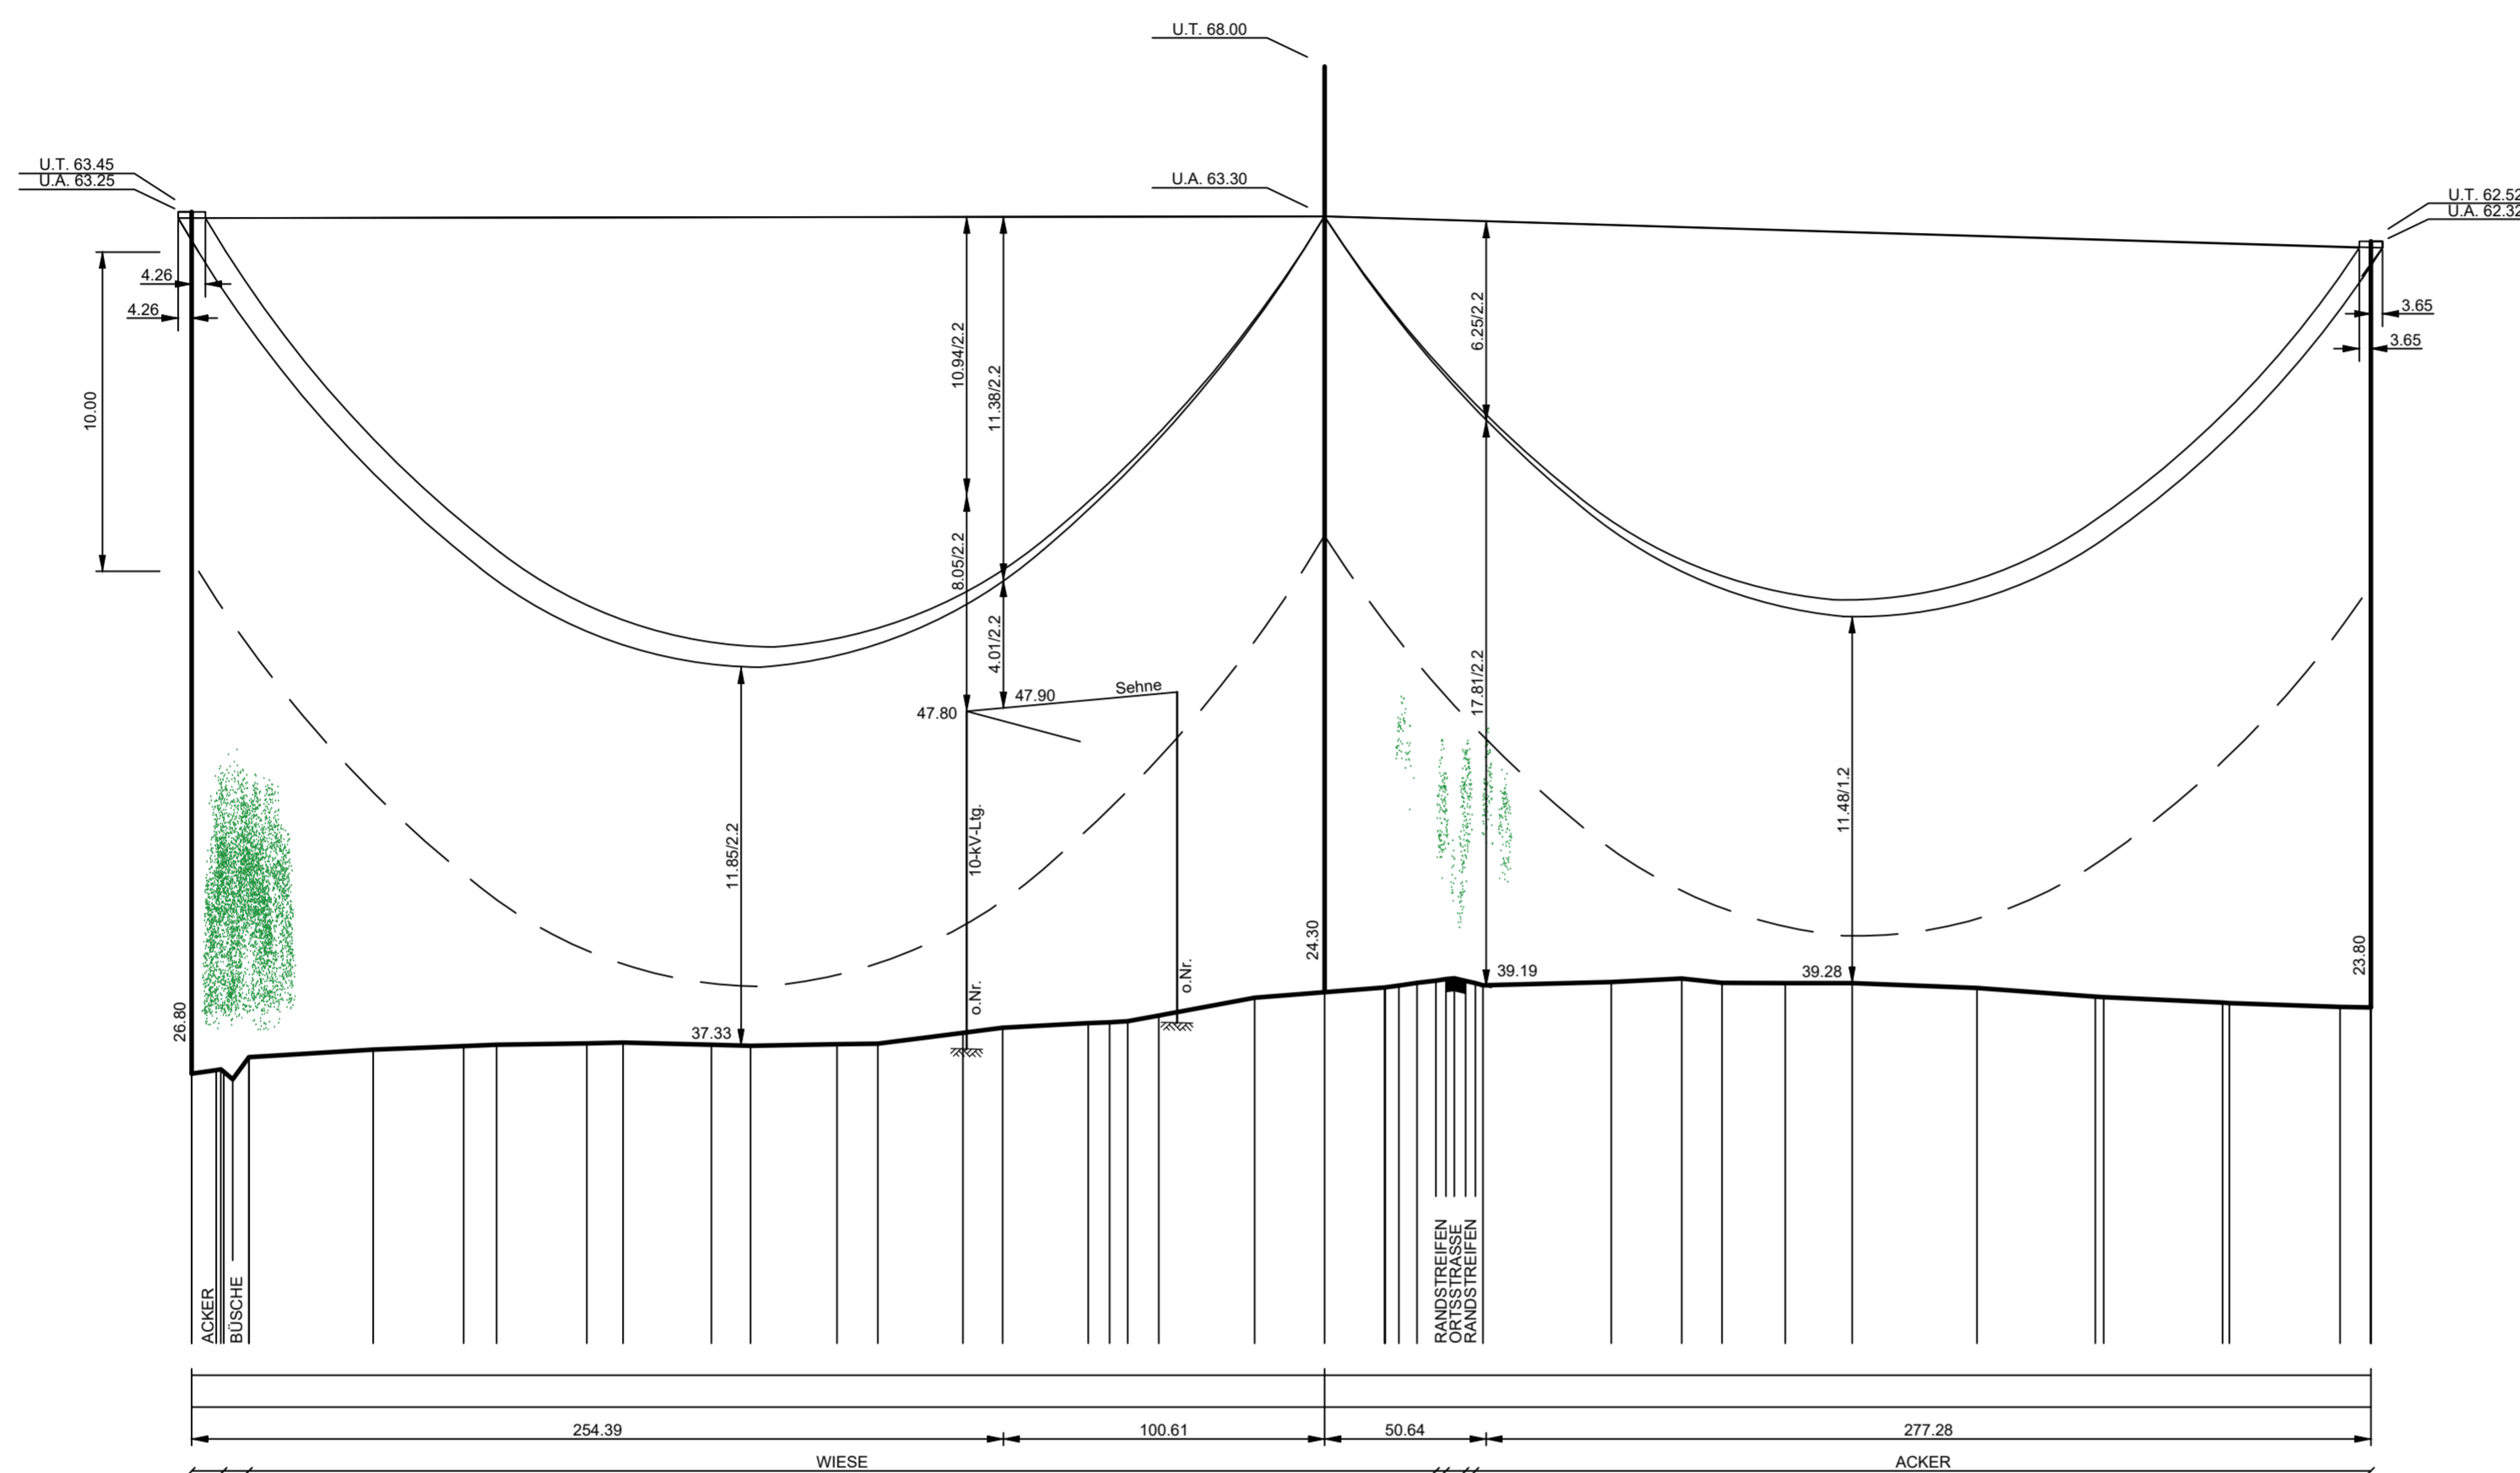 U.T. 68.00
U.T. 63.45
U.A. 63.25
U.A. 63.30
U.T. 62.52
U.A. 62.32
4.26
4.26
10.00
10.94/2.2
11.38/2.2
6.25/2.2
3.65
3.65
8.05/2.2
4.01/2.2
47.90
Sehne
47.80
17.81/2.2
11.85/2.2
10-kV-Ltg.
11.48/1.2
24.30
39.19
39.28
23.80
26.80
37.33
o.Nr.
o.Nr.
ACKER
BÜSCHE
RANDSTREIFEN
ORTSSTRASSE
RANDSTREIFEN
254.39
100.61
50.64
277.28
WIESE
ACKER